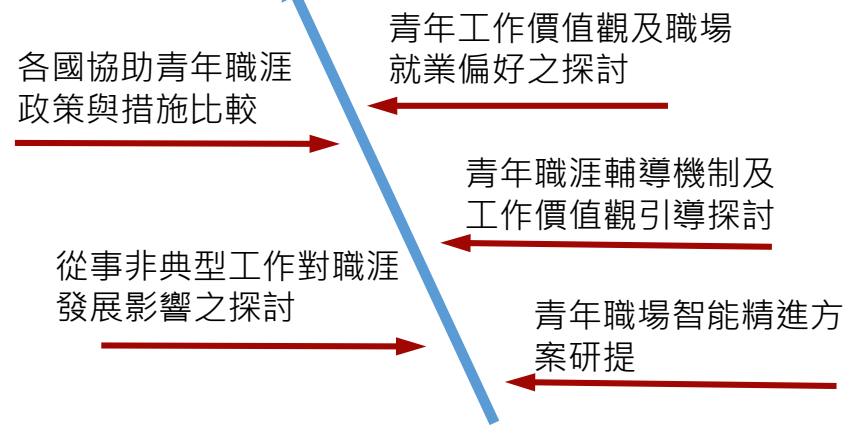 青年工作價值觀及職場
就業偏好之探討
各國協助青年職涯
政策與措施比較
青年職涯輔導機制及
工作價值觀引導探討
從事非典型工作對職涯
發展影響之探討
青年職場智能精進方
案研提